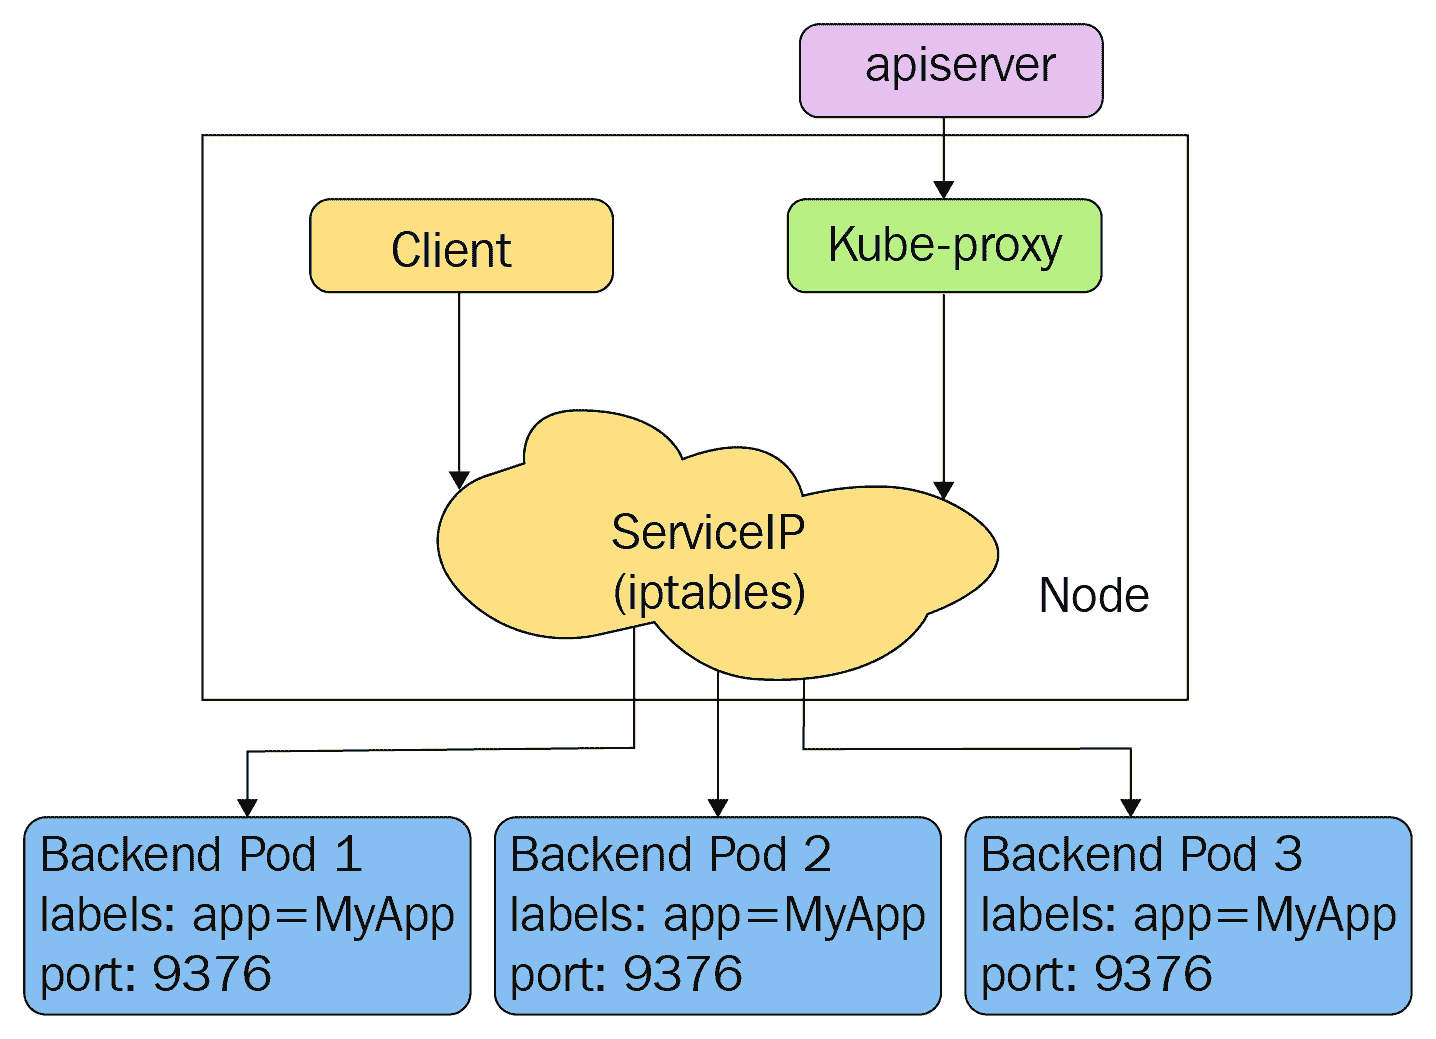 apiserver
Client
Kube-proxy
ServiceIP
(iptables)
Node
Backend Pod 1
labels: app=MyApp
port: 9376
Backend Pod 2
labels: app=MyApp
port: 9376
Backend Pod 3
labels: app=MyApp
port: 9376